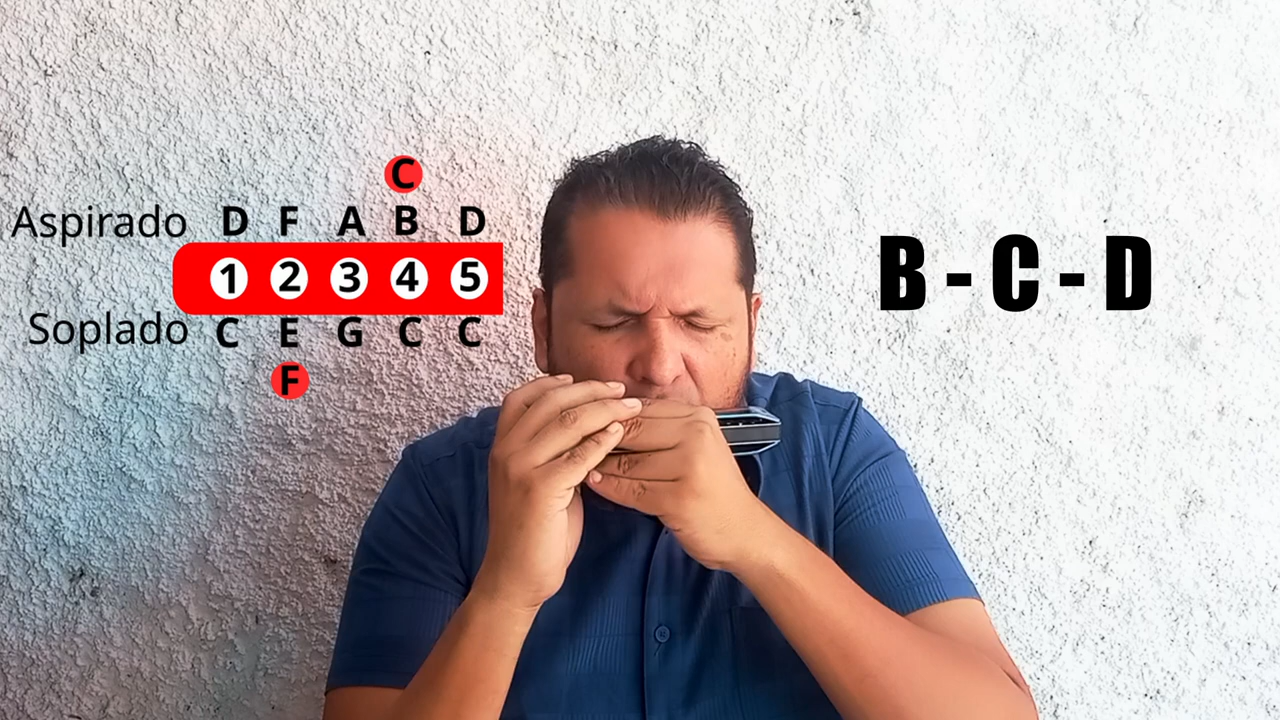 C
Aspirado D F A B D
1 2 3 4 5
Soplado C E G C C
F
B - C - D